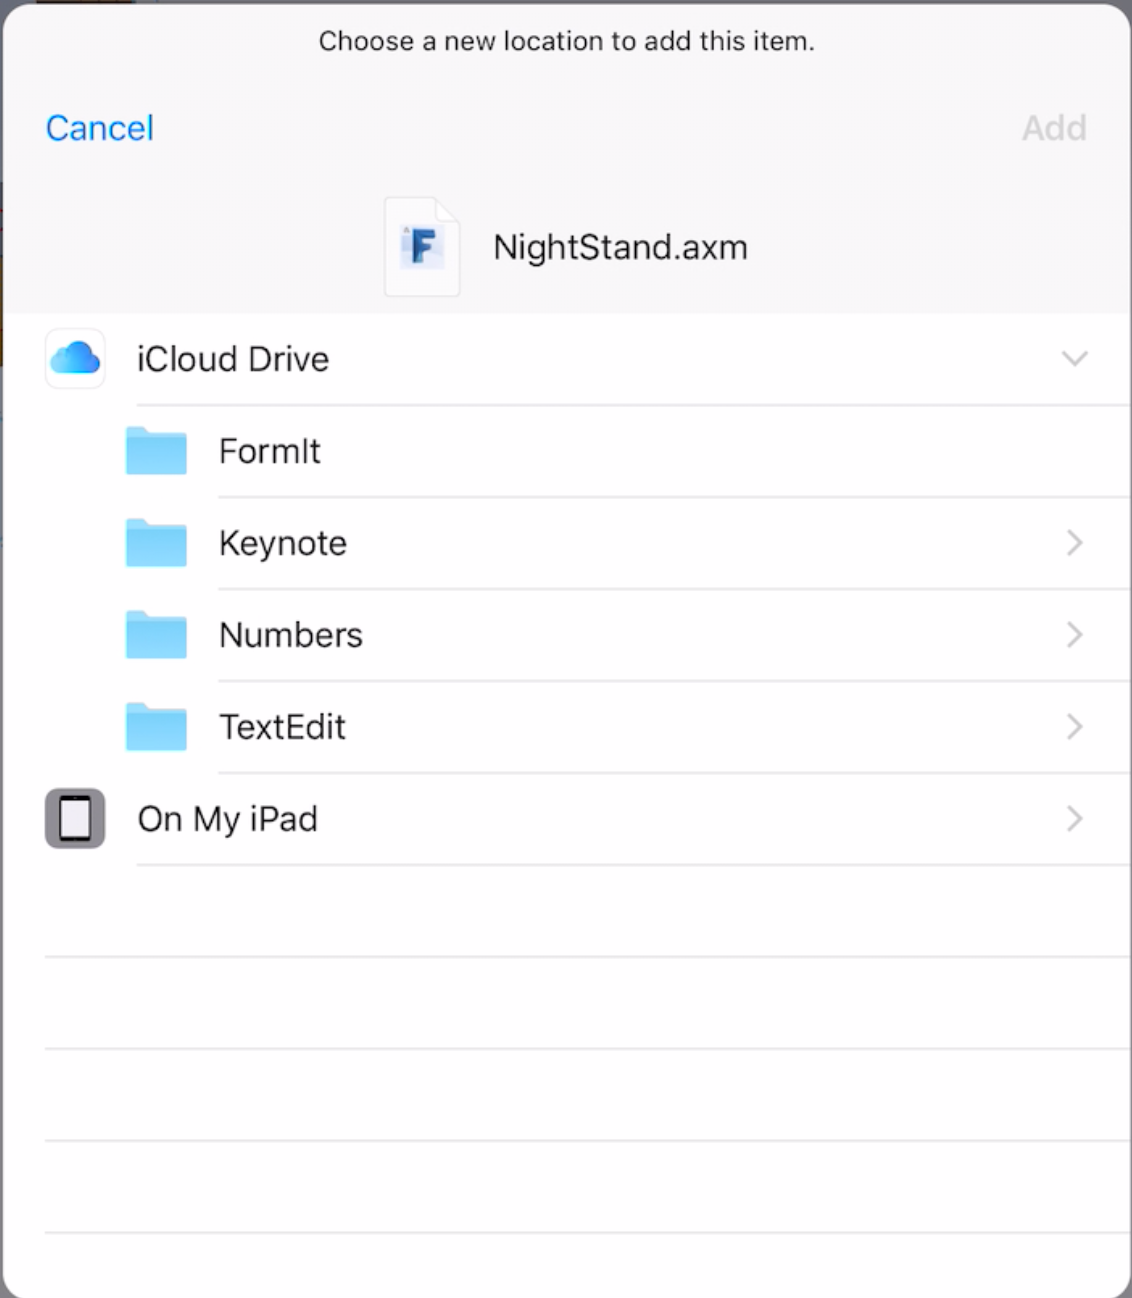 Choose a new location to add this item.
Cancel
Add
F
NightStand.axm
iCloud Drive
FormIt
Keynote
Numbers
TextEdit
On My iPad